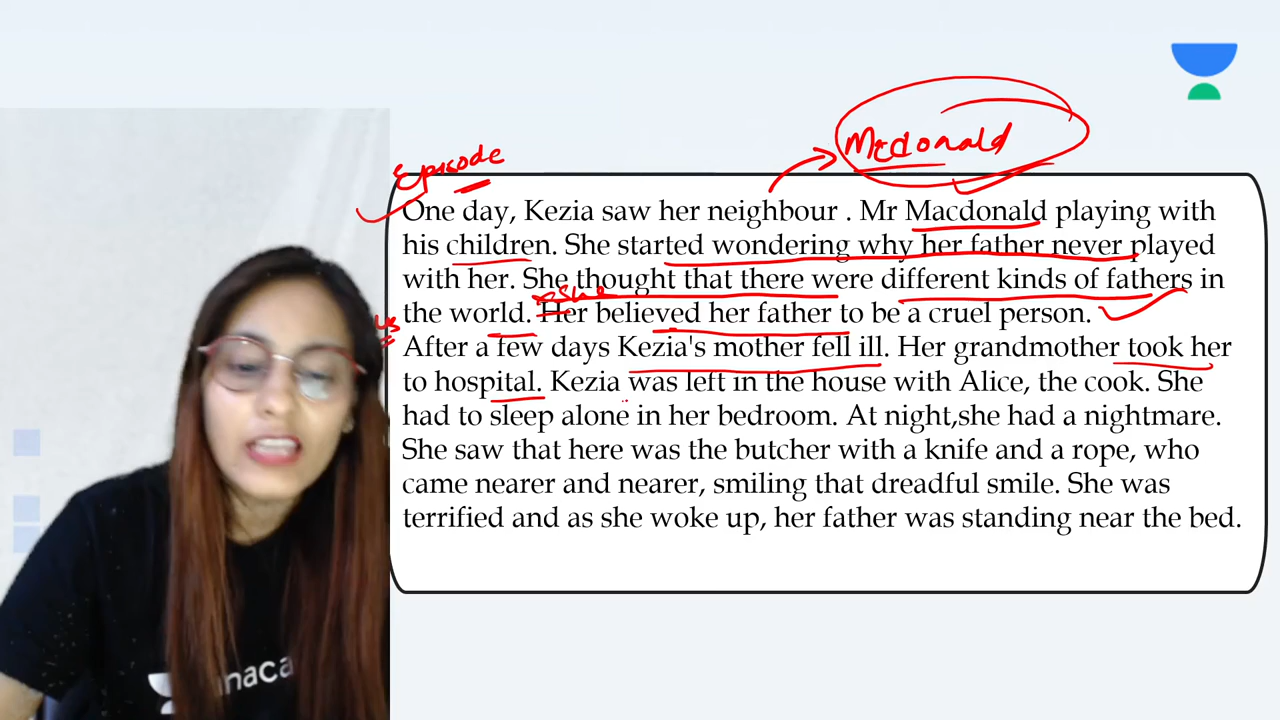 Mcdonald
Episode
One day, Kezia saw her neighbour . Mr Macdonald playing with
his children. She started wondering why her father never played
with her. She thought that there were different kinds of fathers in
she
the world. Her believed her father to be a cruel person.
After a few days Kezia's mother fell ill. Her grandmother took her
to hospital. Kezia was left in the house with Alice, the cook. She
had to sleep alone in her bedroom. At night,she had a nightmare.
She saw that here was the butcher with a knife and a rope, who
came nearer and nearer, smiling that dreadful smile. She was
terrified and as she woke up, her father was standing near the bed.